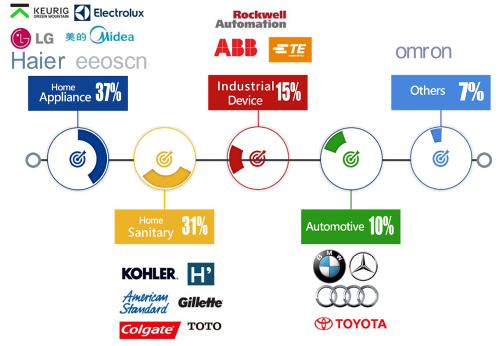 KEURIG
GREEN MOUNTAIN
Electrolux
LG
美的 Midea
Haier eeoscn
Home
Appliance 37%
Rockwell
Automation
ABB
TE
Industrial
Device 15%
omron
Others 7%
Home
Sanitary 31%
Automotive 10%
KOHLER
H'
American
Standard
Gillette
Colgate
TOTO
BMW
TOYOTA